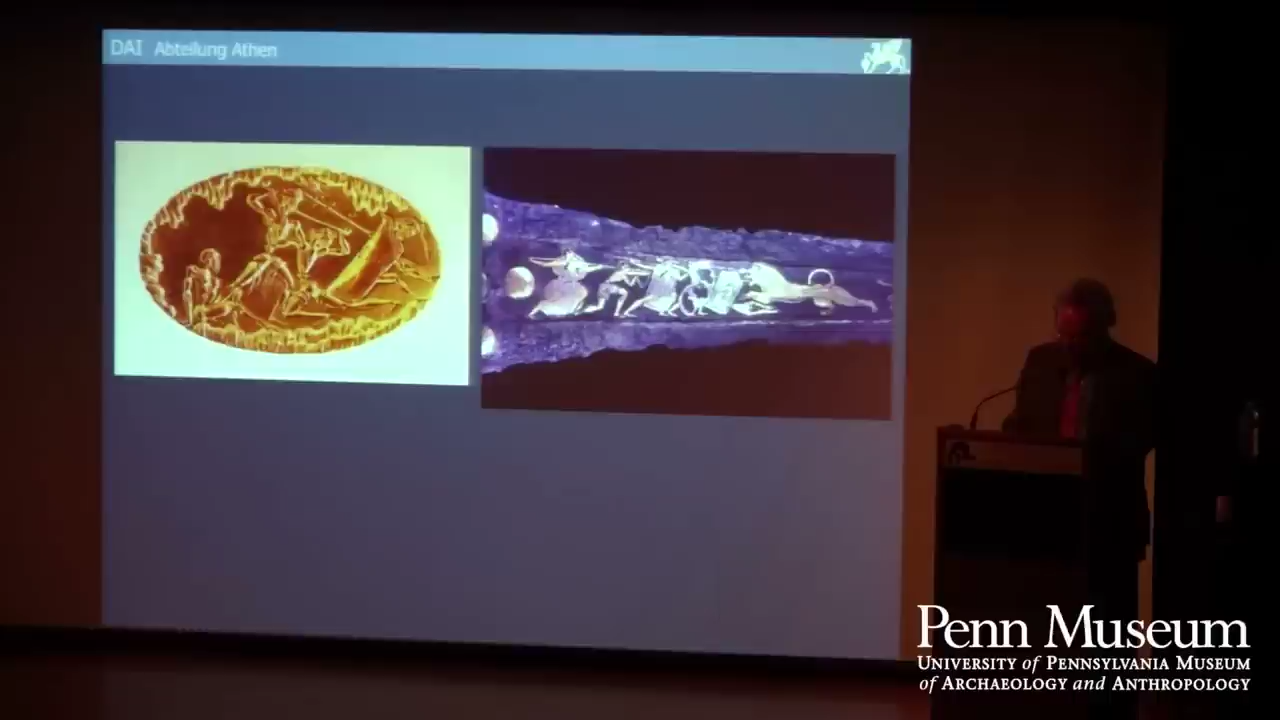 DAI Abteilung Athen
Penn Museum
UNIVERSITY of PENNSYLVANIA MUSEUM
of ARCHAEOLOGY and ANTHROPOLOGY